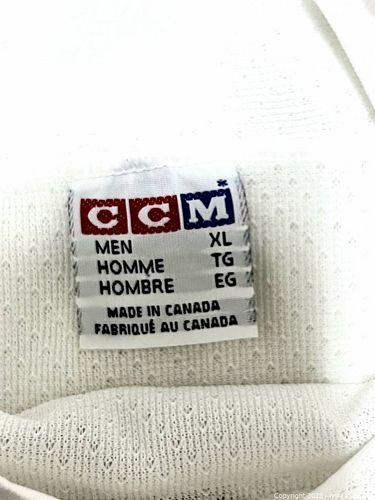 CCM*
MEN XL
HOMME TG
HOMBRE EG
MADE IN CANADA
FABRIQUÉ AU CANADA